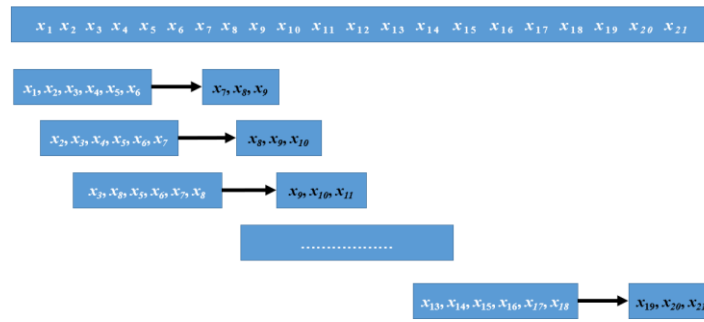 x₁ x₂ x₃ x₄ x₅ x₆ x₇ x₈ x₉ x₁₀ x₁₁ x₁₂ x₁₃ x₁₄ x₁₅ x₁₆ x₁₇ x₁₈ x₁₉ x₂₀ x₂₁
x₁, x₂, x₃, x₄, x₅, x₆ x₇, x₈, x₉
x₂, x₃, x₄, x₅, x₆, x₇ x₈, x₉, x₁₀
x₃, x₈, x₅, x₆, x₇, x₈ x₉, x₁₀, x₁₁
..................
x₁₃, x₁₄, x₁₅, x₁₆, x₁₇, x₁₈ x₁₉, x₂₀, x₂₁